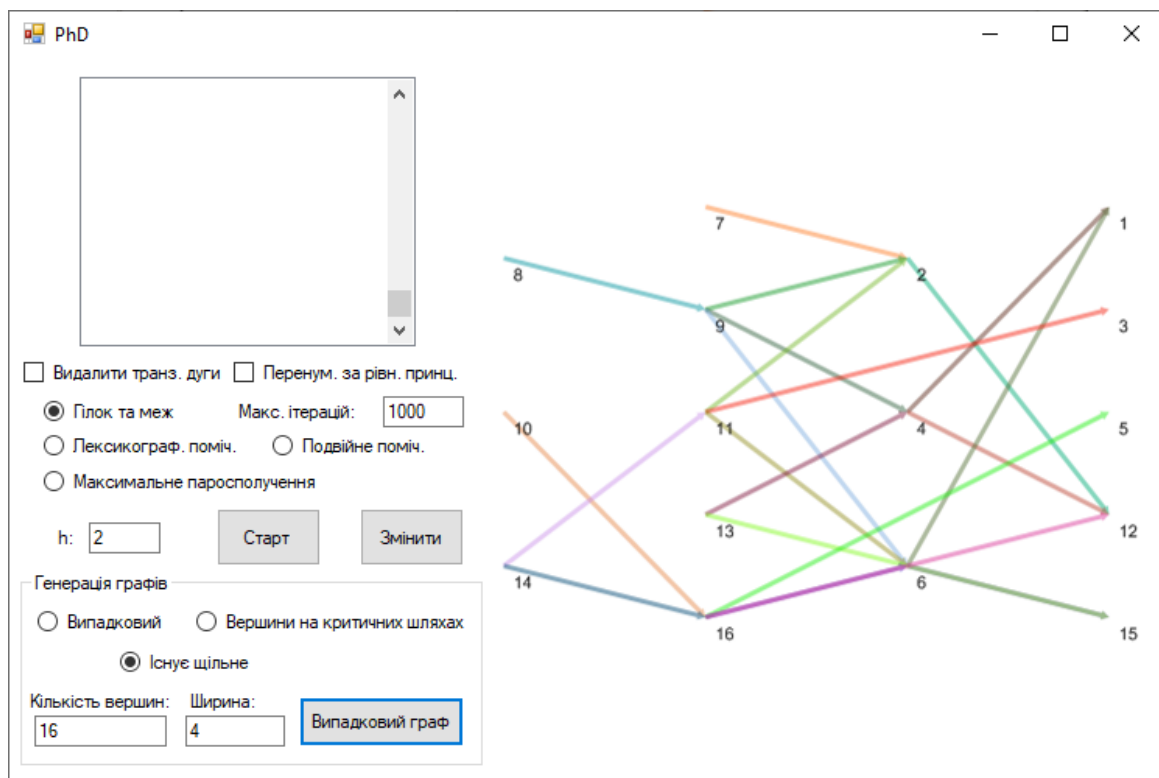 PhD
Видалити транз. дуги Перенум. за рівн. принц.
Гілок та меж Макс. ітерацій: 1000
Лексикограф. поміч. Подвійне поміч.
Максимальне паросполучення
h: 2 Старт Змінити
Генерація графів
Випадковий Вершини на критичних шляхах
Існує щільне
Кількість вершин: Ширина:
16 4 Випадковий граф
7 1
8 2
9 3
10 11 4 5
13 12
14 6
16 15